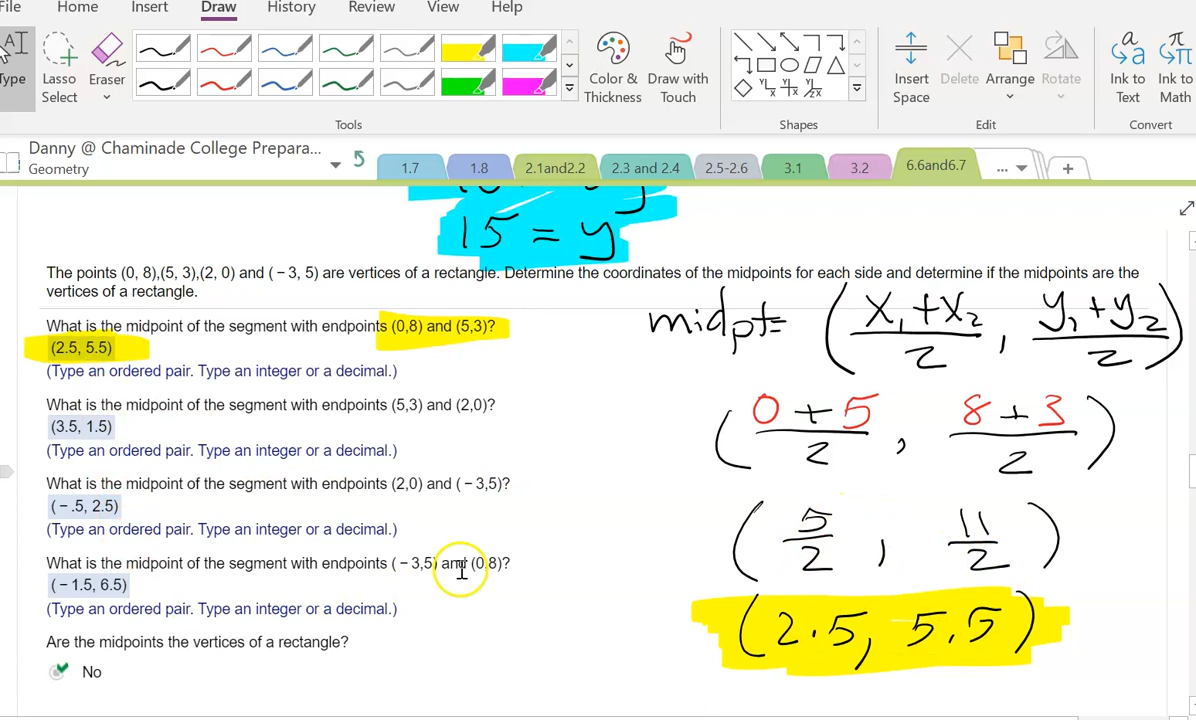 File Home Insert Draw History Review View Help
Type
Lasso Select
Eraser
Color & Thickness
Draw with Touch
Insert Space
Delete
Arrange
Rotate
Ink to Text
Ink to Math
Tools
Shapes
Edit
Convert
Danny @ Chaminade College Prepara...
Geometry
1.7 1.8 2.1and2.2 2.3 and 2.4 2.5-2.6 3.1 3.2 6.6and6.7 ... +
15 = y
The points (0, 8),(5, 3),(2, 0) and ( − 3, 5) are vertices of a rectangle. Determine the coordinates of the midpoints for each side and determine if the midpoints are the
vertices of a rectangle.
What is the midpoint of the segment with endpoints (0,8) and (5,3)?
(2.5, 5.5)
(Type an ordered pair. Type an integer or a decimal.)
What is the midpoint of the segment with endpoints (5,3) and (2,0)?
(3.5, 1.5)
(Type an ordered pair. Type an integer or a decimal.)
What is the midpoint of the segment with endpoints (2,0) and ( − 3,5)?
( − .5, 2.5)
(Type an ordered pair. Type an integer or a decimal.)
What is the midpoint of the segment with endpoints ( − 3,5) and (0,8)?
( − 1.5, 6.5)
(Type an ordered pair. Type an integer or a decimal.)
Are the midpoints the vertices of a rectangle?
No
midpt= (x₁+x₂/2, y₁+y₂/2)
(0+5/2, 8+3/2)
(5/2, 11/2)
(2.5, 5.5)